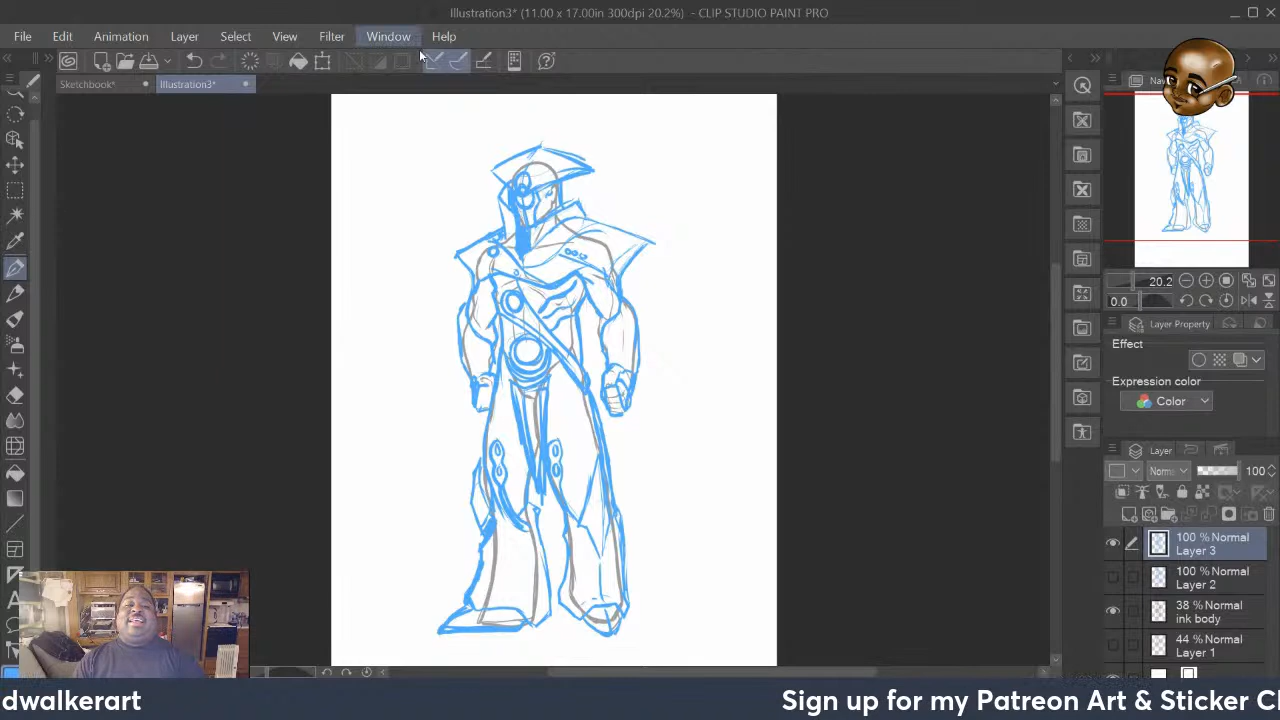 Illustration3* (11.00 x 17.00in 300dpi 20.2%) - CLIP STUDIO PAINT PRO
File Edit Animation Layer Select View Filter Window Help
Sketchbook* Illustration3*
20.2
0.0
Layer Property
Effect
Expression color
Color
Layer
Norm 100
100 % Normal
Layer 3
100 % Normal
Layer 2
38 % Normal
ink body
44 % Normal
Layer 1
dwalkerart Sign up for my Patreon Art & Sticker